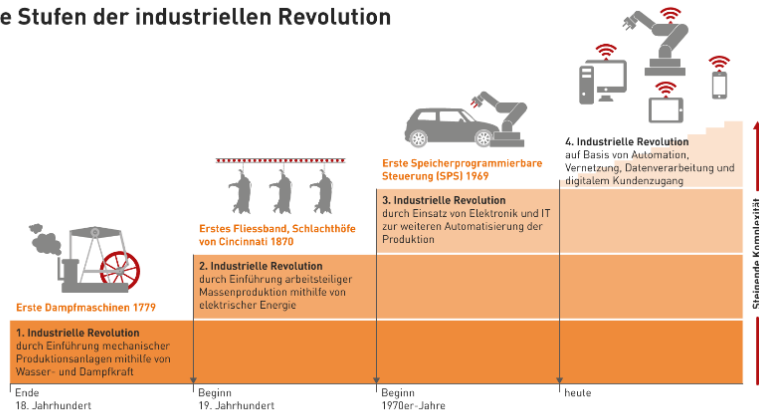 e Stufen der industriellen Revolution
4. Industrielle Revolution
auf Basis von Automation,
Vernetzung, Datenverarbeitung und
digitalem Kundenzugang
Erste Speicherprogrammierbare
Steuerung (SPS) 1969
3. Industrielle Revolution
durch Einsatz von Elektronik und IT
zur weiteren Automatisierung der
Produktion
Erstes Fliessband, Schlachthöfe
von Cincinnati 1870
2. Industrielle Revolution
durch Einführung arbeitsteiliger
Massenproduktion mithilfe von
elektrischer Energie
Erste Dampfmaschinen 1779
1. Industrielle Revolution
durch Einführung mechanischer
Produktionsanlagen mithilfe von
Wasser- und Dampfkraft
Ende
18. Jahrhundert
Beginn
19. Jahrhundert
Beginn
1970er-Jahre
heute
Steigende Komplexität